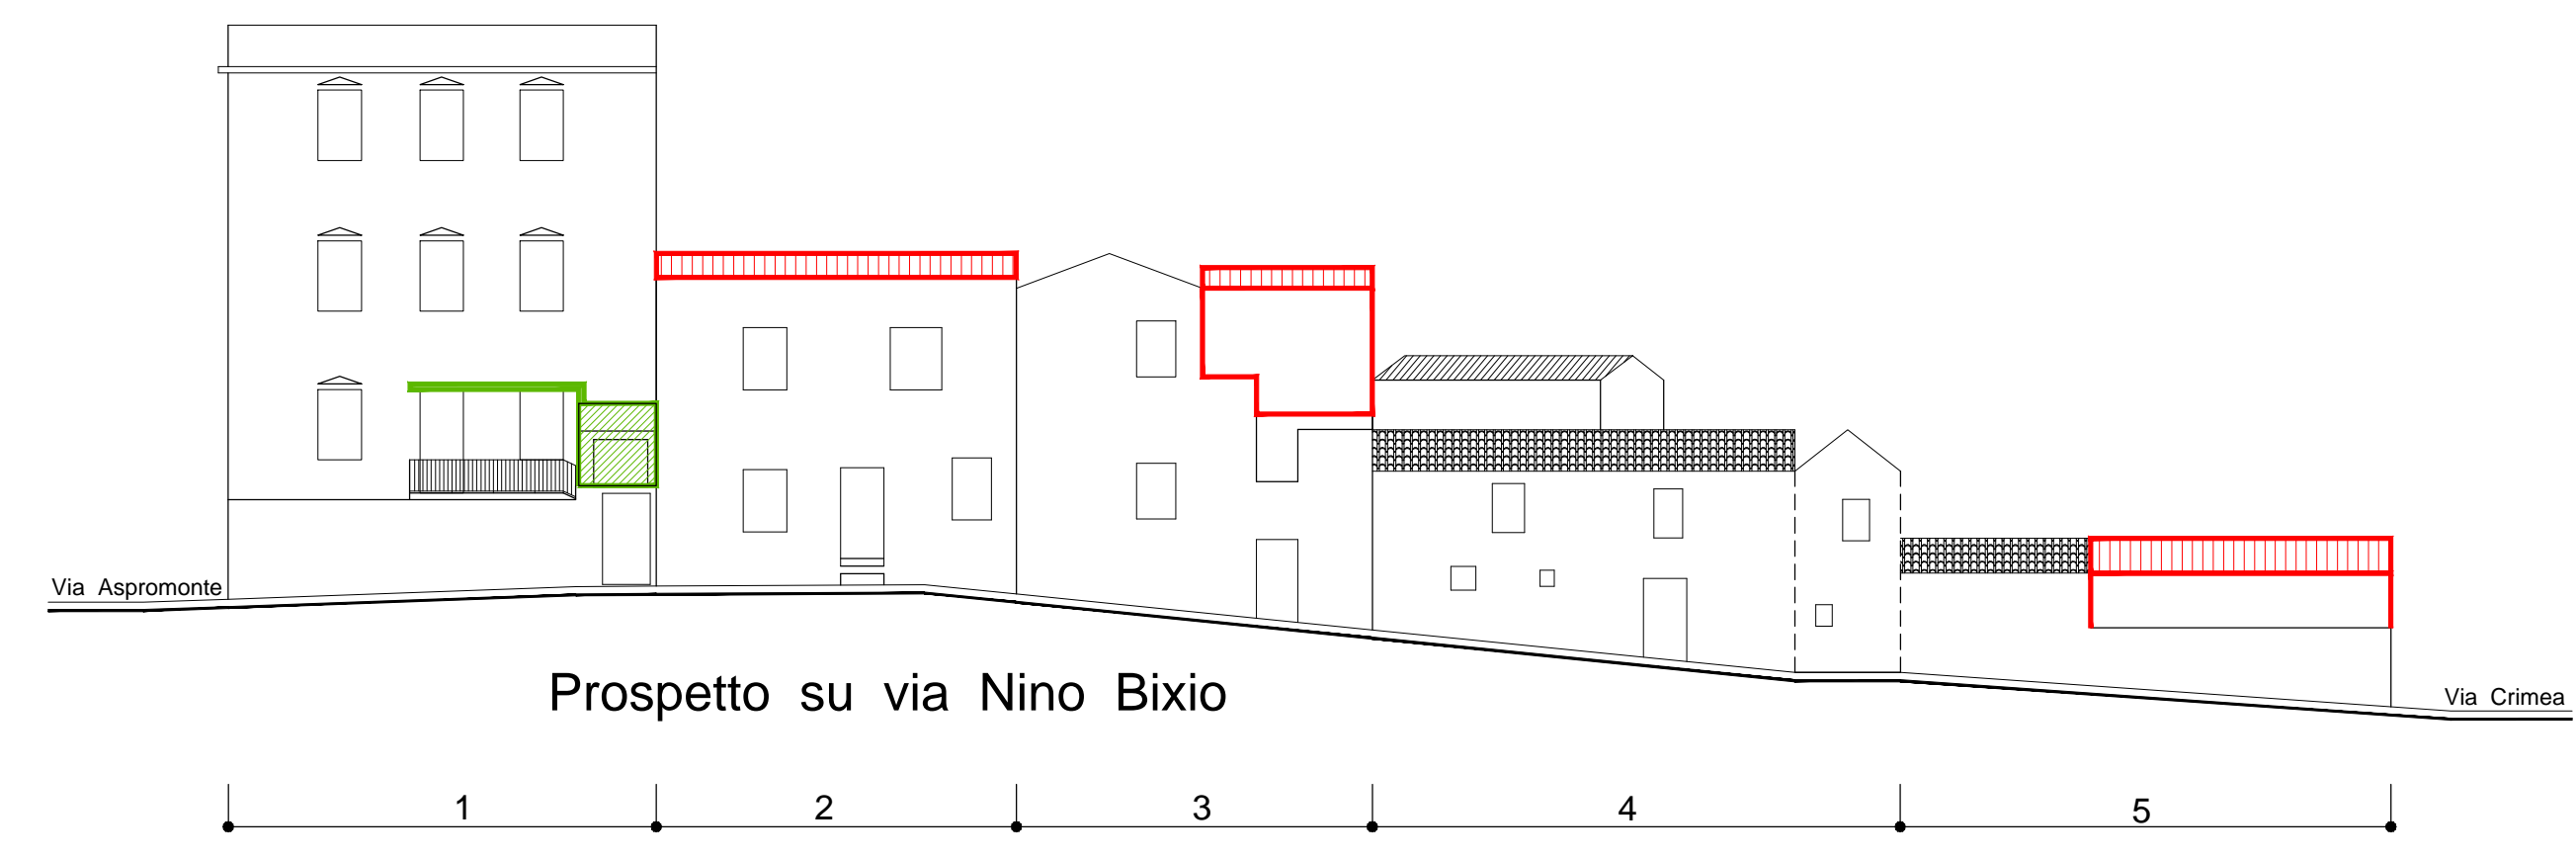 Via Aspromonte
Prospetto su via Nino Bixio
Via Crimea
1 2 3 4 5